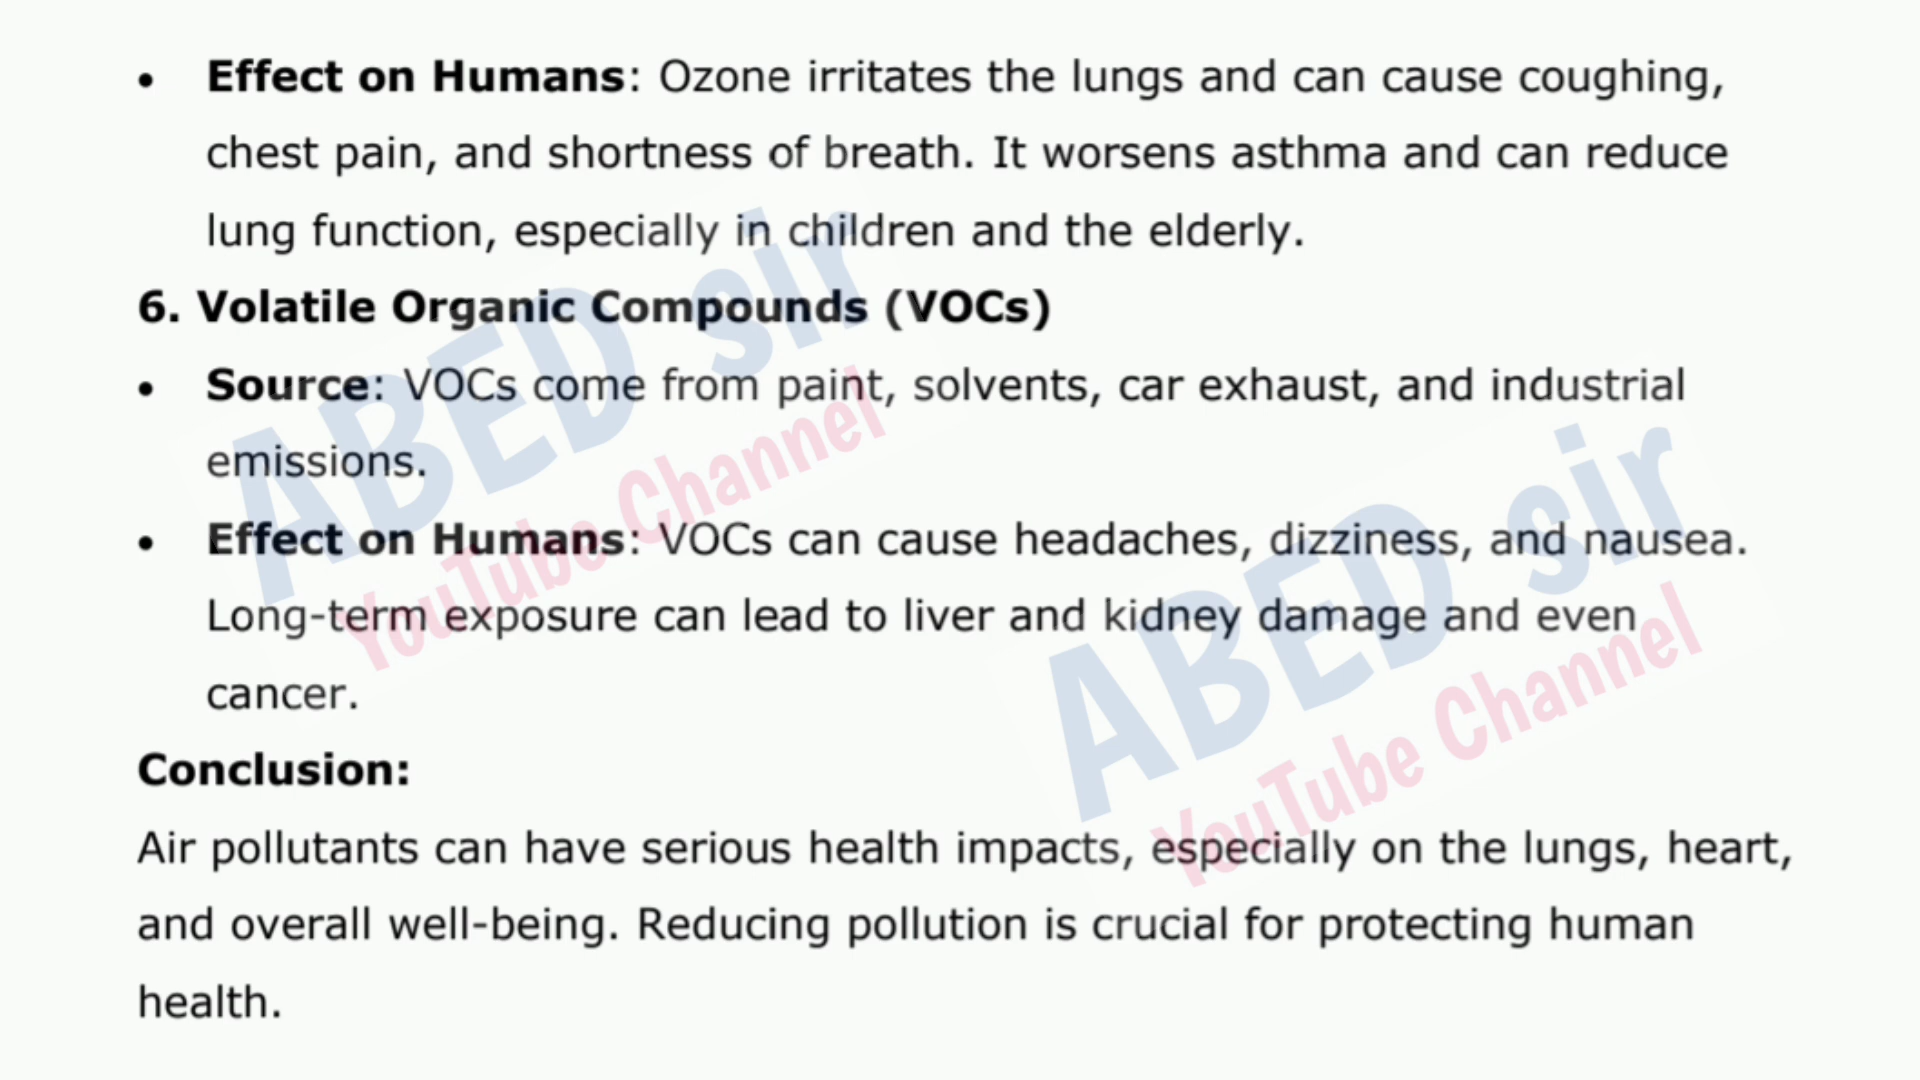 • Effect on Humans: Ozone irritates the lungs and can cause coughing,
chest pain, and shortness of breath. It worsens asthma and can reduce
lung function, especially in children and the elderly.
6. Volatile Organic Compounds (VOCs)
• Source: VOCs come from paint, solvents, car exhaust, and industrial
emissions.
• Effect on Humans: VOCs can cause headaches, dizziness, and nausea.
Long-term exposure can lead to liver and kidney damage and even
cancer.
Conclusion:
Air pollutants can have serious health impacts, especially on the lungs, heart,
and overall well-being. Reducing pollution is crucial for protecting human
health.
ABED sir
YouTube Channel
ABED sir
YouTube Channel